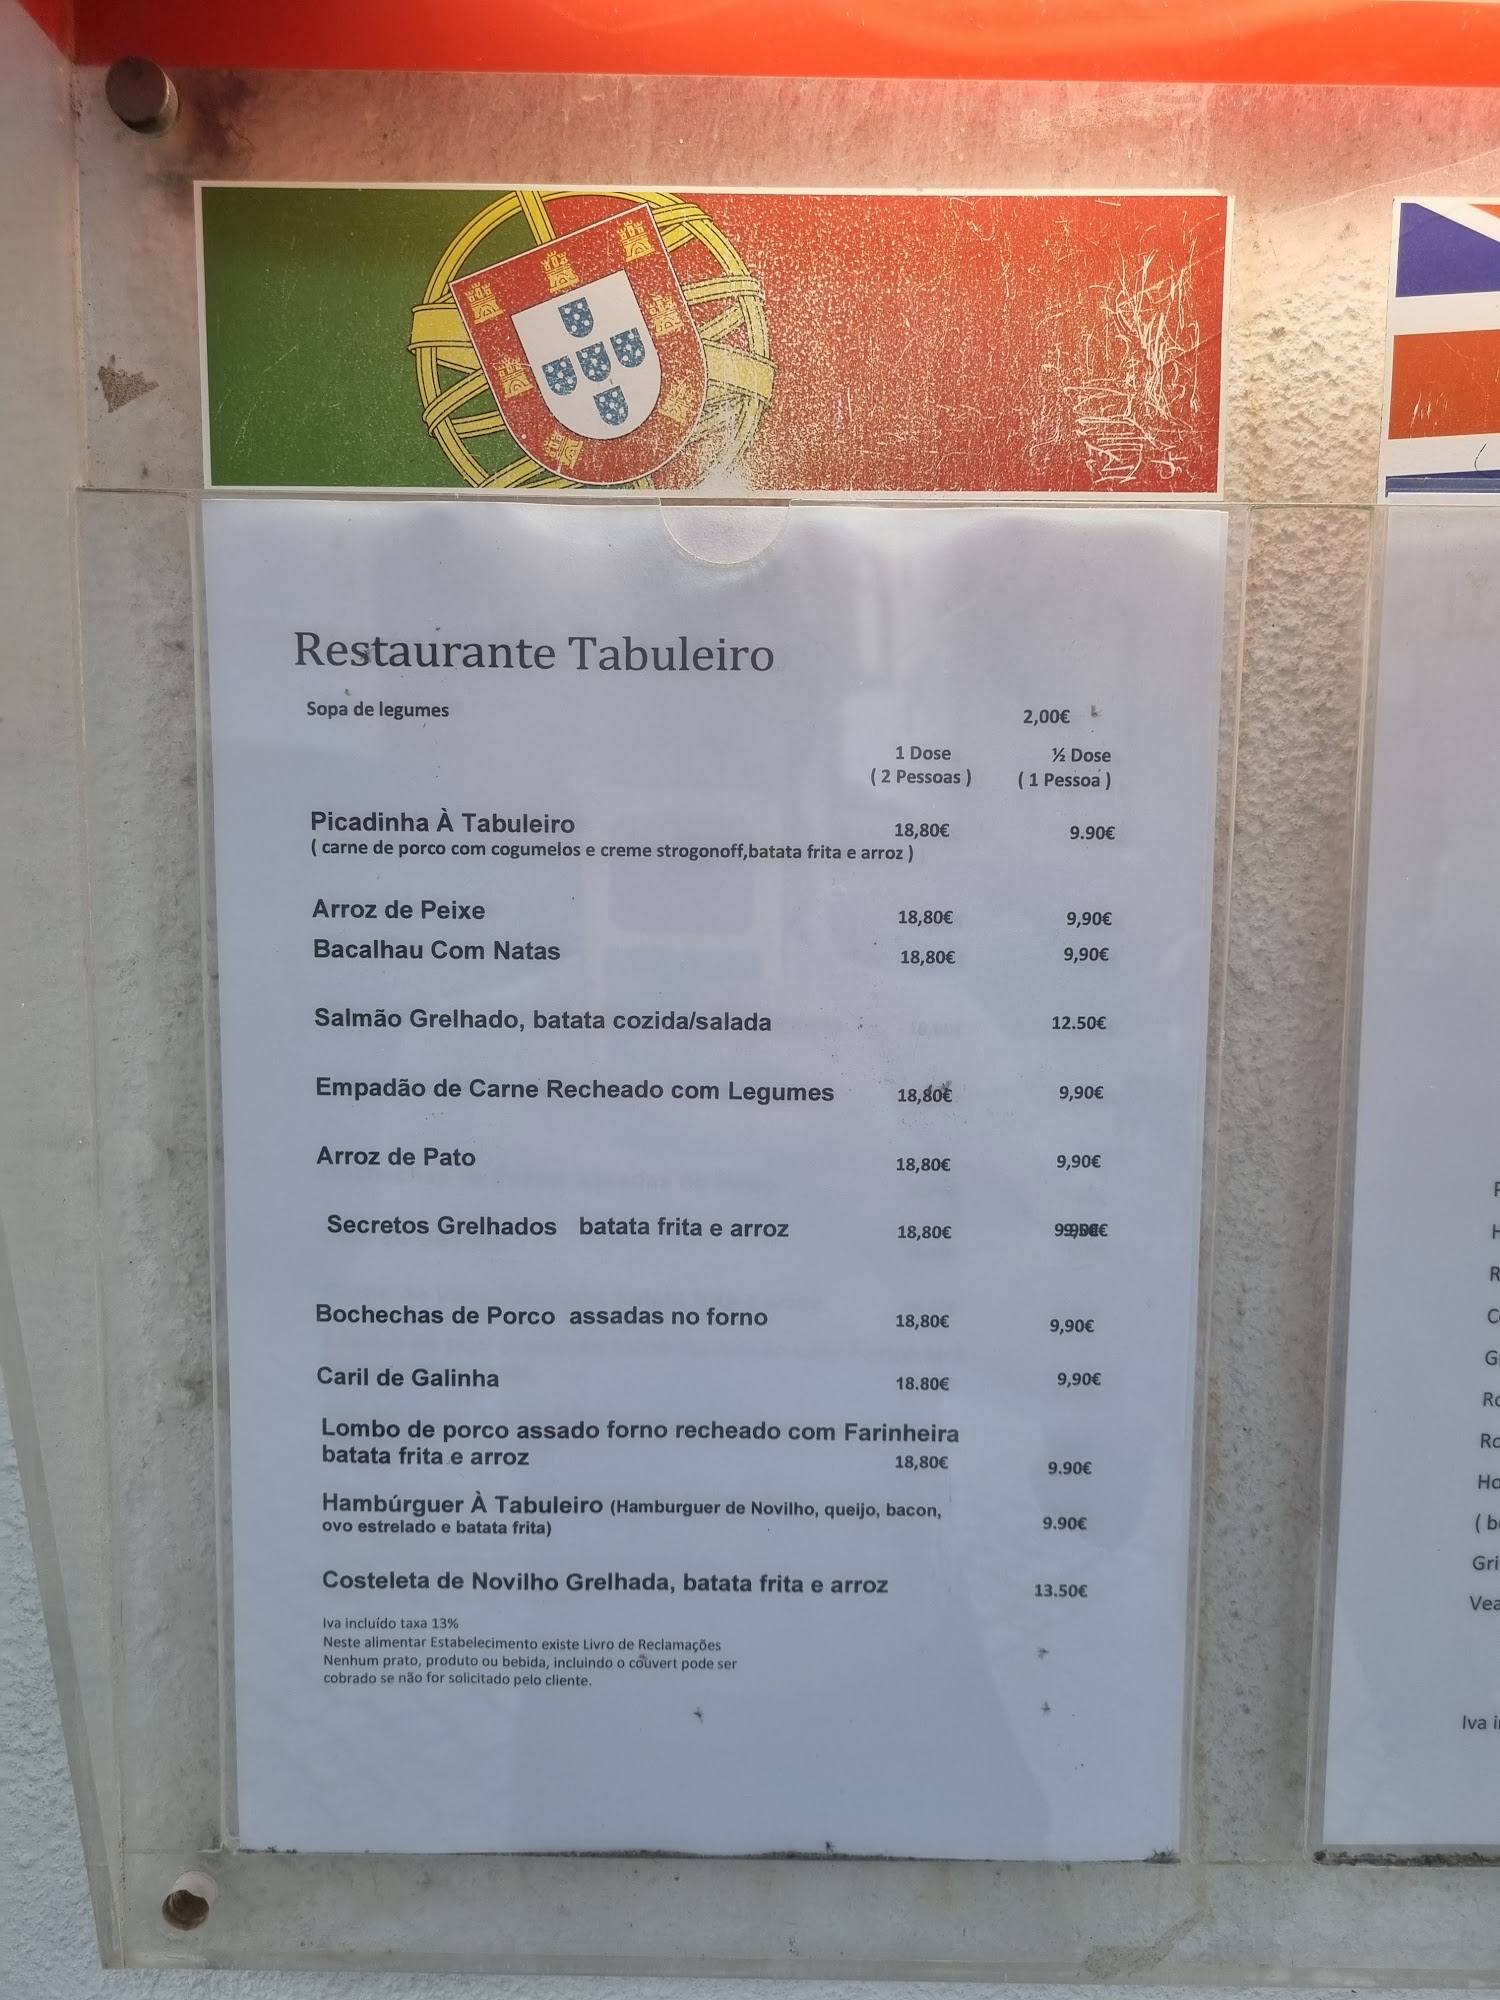 Restaurante Tabuleiro
Sopa de legumes 2,00€
1 Dose ½ Dose
( 2 Pessoas ) ( 1 Pessoa )
Picadinha À Tabuleiro 18,80€ 9.90€
( carne de porco com cogumelos e creme strogonoff,batata frita e arroz )
Arroz de Peixe 18,80€ 9,90€
Bacalhau Com Natas 18,80€ 9,90€
Salmão Grelhado, batata cozida/salada 12.50€
Empadão de Carne Recheado com Legumes 18,80€ 9,90€
Arroz de Pato 18,80€ 9,90€
Secretos Grelhados batata frita e arroz 18,80€
Bochechas de Porco assadas no forno 18,80€ 9,90€
Caril de Galinha 18.80€ 9,90€
Lombo de porco assado forno recheado com Farinheira
batata frita e arroz 18,80€ 9.90€
Hambúrguer À Tabuleiro (Hamburguer de Novilho, queijo, bacon,
ovo estrelado e batata frita) 9.90€
Costeleta de Novilho Grelhada, batata frita e arroz 13.50€
Iva incluído taxa 13%
Neste alimentar Estabelecimento existe Livro de Reclamações
Nenhum prato, produto ou bebida, incluindo o couvert pode ser
cobrado se não for solicitado pelo cliente.
Iva